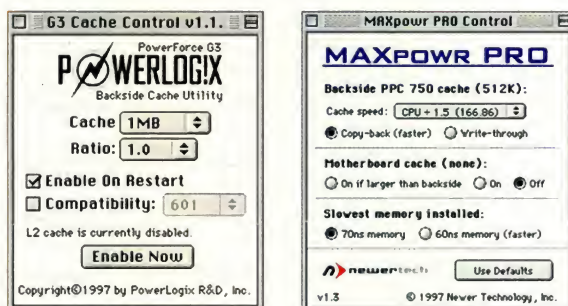 G3 Cache Control v1.1.
PowerForce G3
POWERLOGIX
Backside Cache Utility
Cache 1MB
Ratio: 1.0
Enable On Restart
Compatibility: 601
L2 cache is currently disabled.
Enable Now
Copyright©1997 by PowerLogix R&D, Inc.
MAXpowr PRO Control
MAXPOWR PRO
Backside PPC 750 cache (512K):
Cache speed: CPU ÷ 1.5 (166.86)
Copy-back (faster) Write-through
Motherboard cache (none):
On if larger than backside On Off
Slowest memory installed:
70ns memory 60ns memory (faster)
newertech Use Defaults
v1.3 © 1997 Newer Technology, Inc.